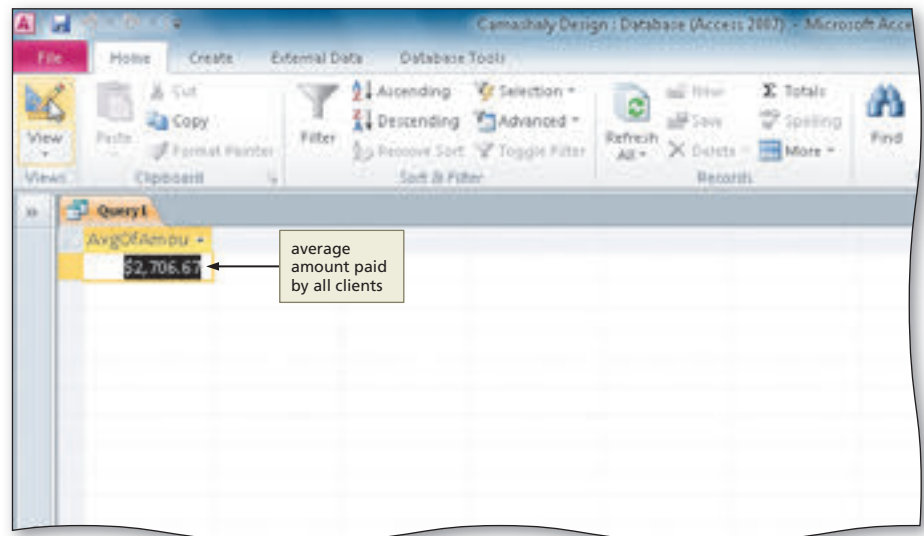 Camashaly Design : Database (Access 2007) - Microsoft Acce
File Home Create External Data Database Tools
View
Paste
Cut
Copy
Format Painter
Filter
Ascending
Descending
Remove Sort
Selection
Advanced
Toggle Filter
Refresh
All
New
Save
Delete
Totals
Spelling
More
Find
Views Clipboard Sort & Filter Records
Query1
AvgOfAmou
$2,706.67
average
amount paid
by all clients